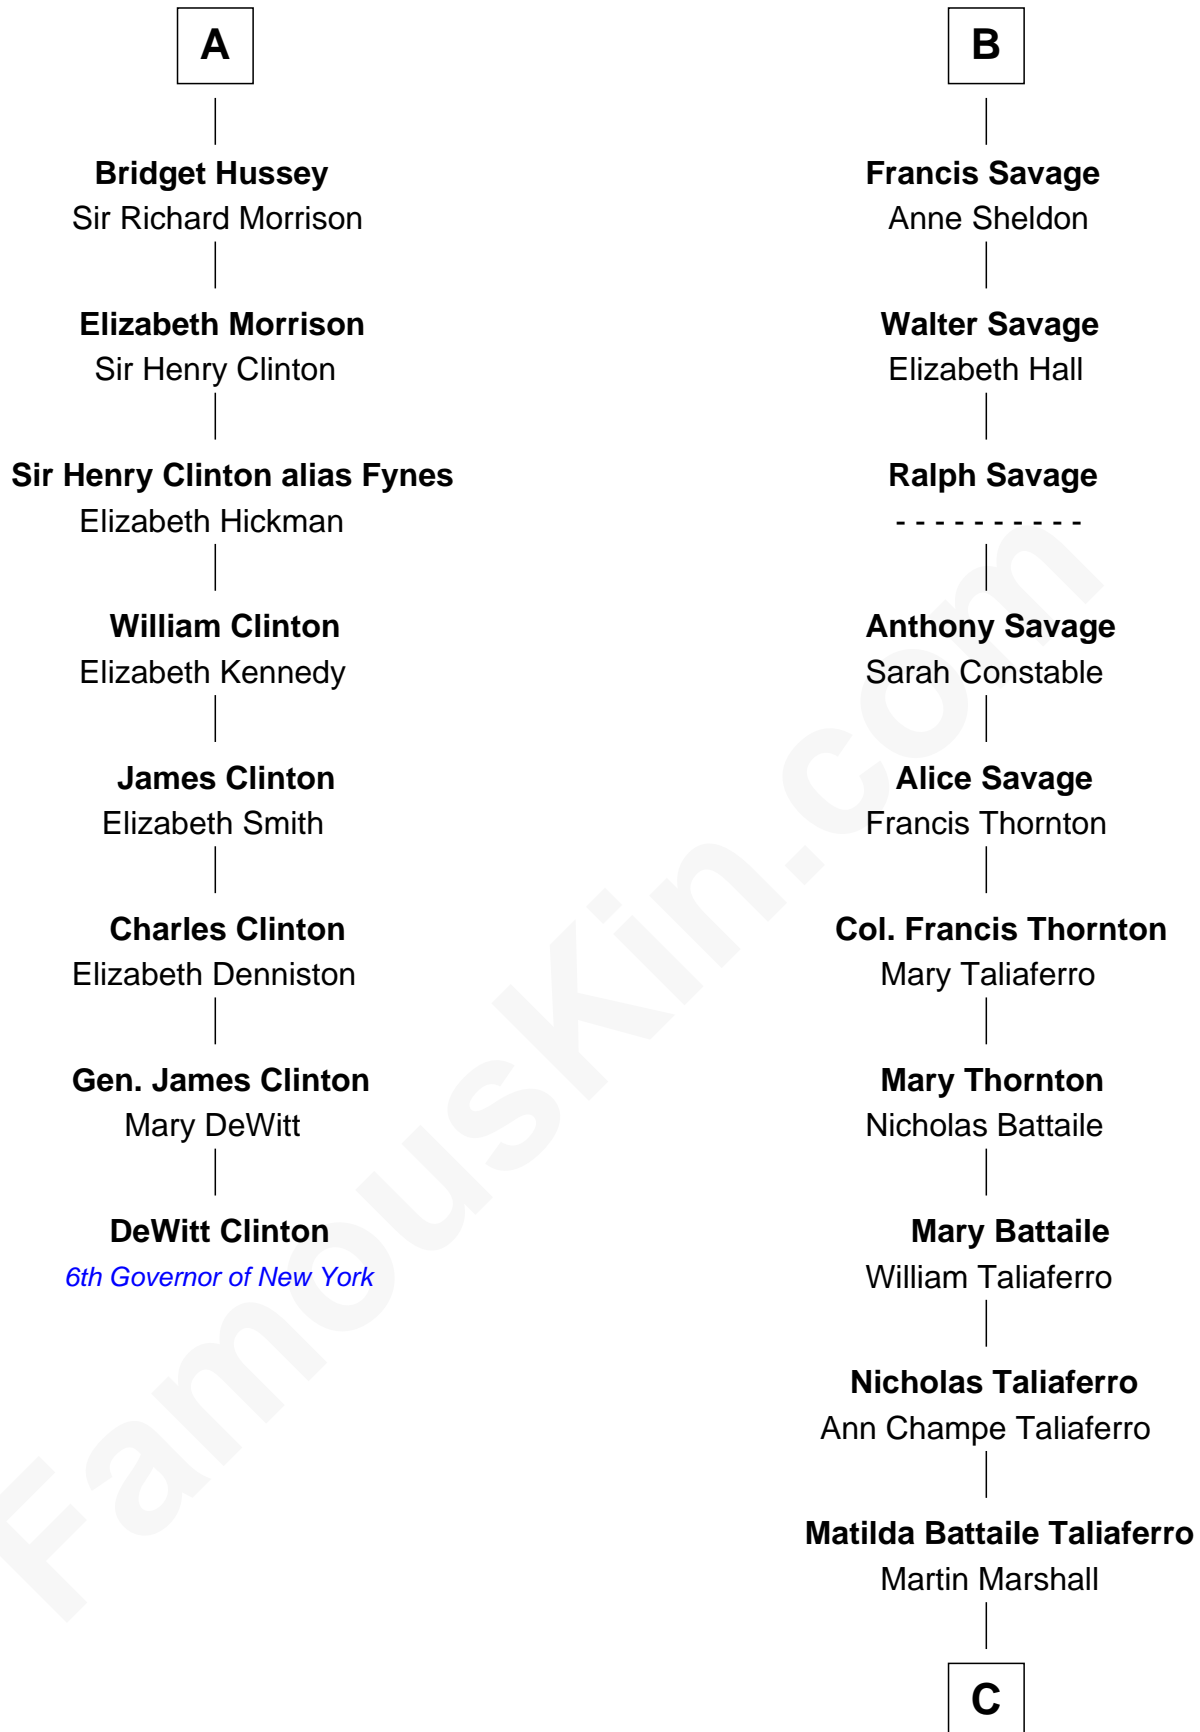 A
Bridget Hussey
Sir Richard Morrison
Elizabeth Morrison
Sir Henry Clinton
Sir Henry Clinton alias Fynes
Elizabeth Hickman
William Clinton
Elizabeth Kennedy
James Clinton
Elizabeth Smith
Charles Clinton
Elizabeth Denniston
Gen. James Clinton
Mary DeWitt
DeWitt Clinton
6th Governor of New York
B
Francis Savage
Anne Sheldon
Walter Savage
Elizabeth Hall
Ralph Savage
- - - - - - - - - -
Anthony Savage
Sarah Constable
Alice Savage
Francis Thornton
Col. Francis Thornton
Mary Taliaferro
Mary Thornton
Nicholas Battaile
Mary Battaile
William Taliaferro
Nicholas Taliaferro
Ann Champe Taliaferro
Matilda Battaile Taliaferro
Martin Marshall
C
FamousKin.com